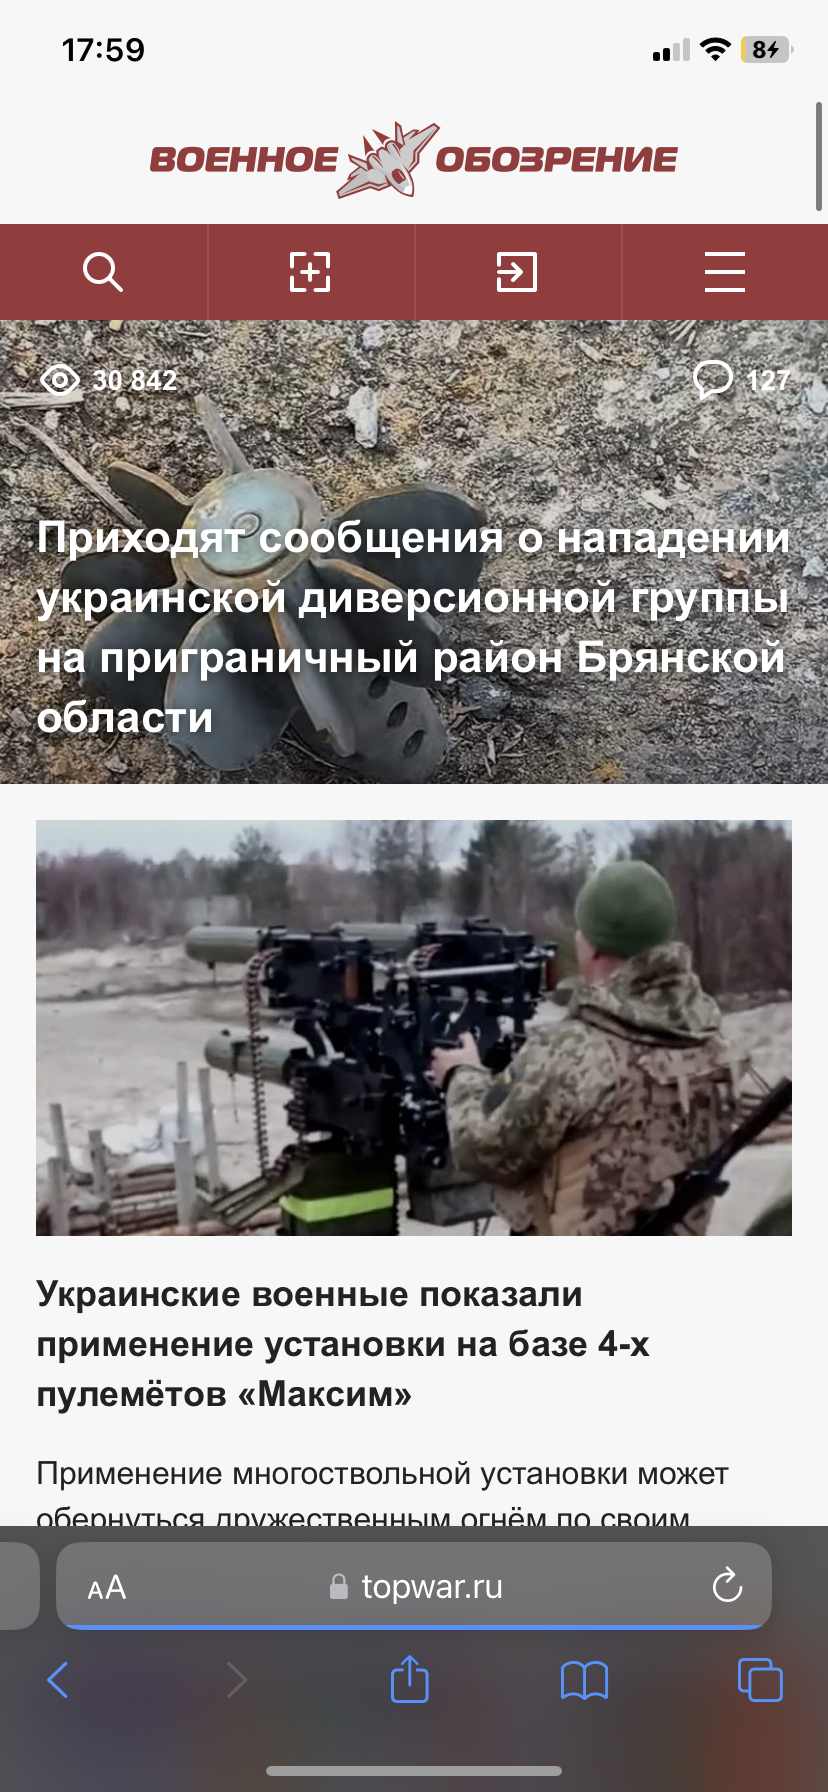 17:59
8
ВОЕННОЕ ОБОЗРЕНИЕ
30 842
127
Приходят сообщения о нападении
украинской диверсионной группы
на приграничный район Брянской
области
Украинские военные показали
применение установки на базе 4-х
пулемётов «Максим»
Применение многоствольной установки может
обернуться дружественным огнём по своим
AA
topwar.ru